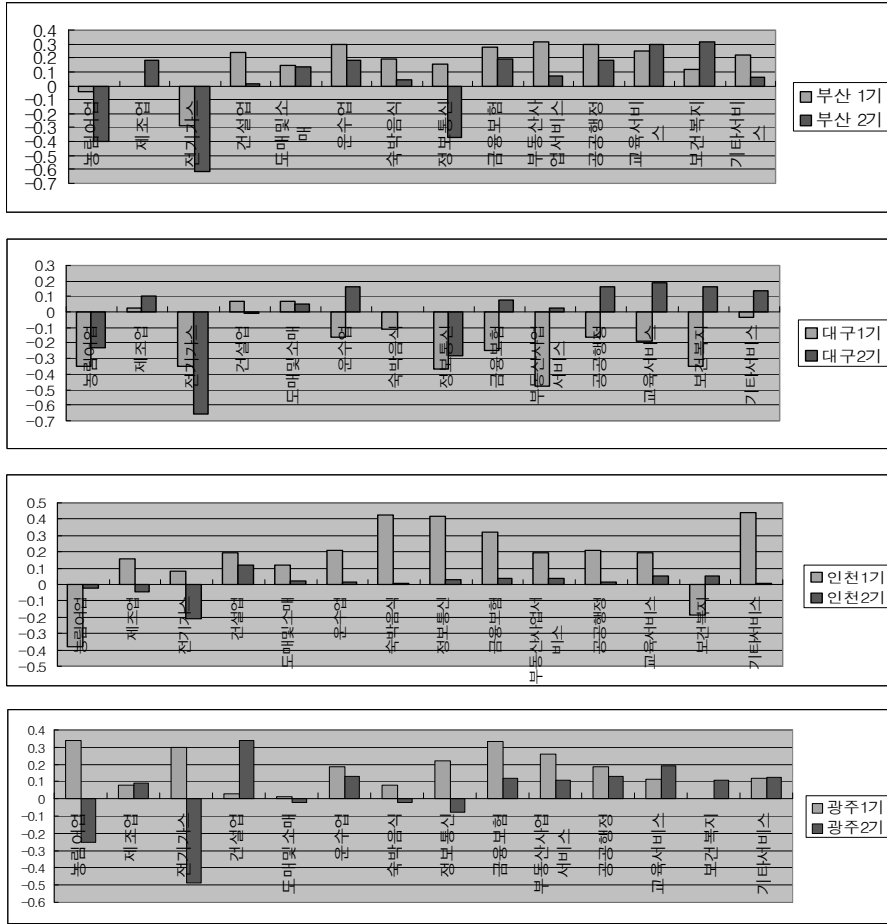 0.4
0.3
0.2
0.1
0
-0.1
-0.2
-0.3
-0.4
-0.5
-0.6
-0.7
농림어업
제조업
전기가스
건설업
도매및소
매
운수업
숙박음식
정보통신
금융보험
부동산사
업서비스
공공행정
교육서비
스
보건복지
기타서비
스
부산 1기
부산 2기
0.3
0.2
0.1
0
-0.1
-0.2
-0.3
-0.4
-0.5
-0.6
-0.7
농림어업
제조업
전기가스
건설업
도매및소매
운수업
숙박음식
정보통신
금융보험
부동산사업
서비스
공공행정
교육서비스
보건복지
기타서비스
대구1기
대구2기
0.5
0.4
0.3
0.2
0.1
0
-0.1
-0.2
-0.3
-0.4
-0.5
농림어업
제조업
전기가스
건설업
도매및소매
운수업
숙박음식
정보통신
금융보험
부동산사업서
비스
공공행정
교육서비스
보건복지
기타서비스
인천1기
인천2기
0.4
0.3
0.2
0.1
0
-0.1
-0.2
-0.3
-0.4
-0.5
-0.6
농림어업
제조업
전기가스
건설업
도매및소매
운수업
숙박음식
정보통신
금융보험
부동산사업
서비스
공공행정
교육서비스
보건복지
기타서비스
광주1기
광주2기